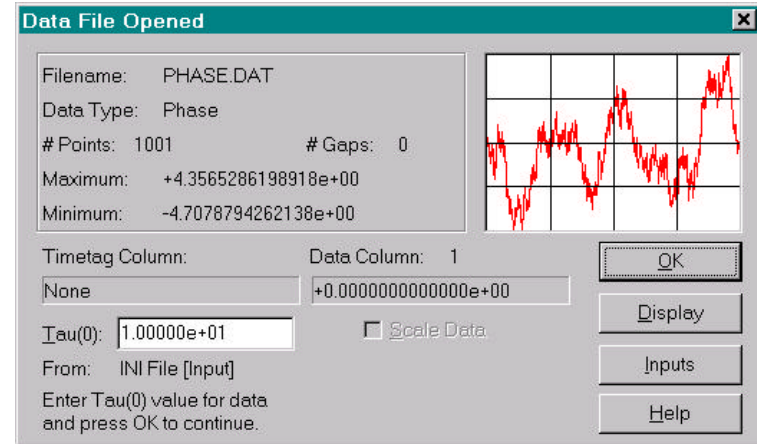 Data File Opened
Filename: PHASE.DAT
Data Type: Phase
# Points: 1001 # Gaps: 0
Maximum: +4.3565286198918e+00
Minimum: -4.7078794262138e+00
Timetag Column: Data Column: 1
None +0.0000000000000e+00
Tau(0): 1.00000e+01 Scale Data
From: INI File [Input]
Enter Tau(0) value for data
and press OK to continue.
OK
Display
Inputs
Help